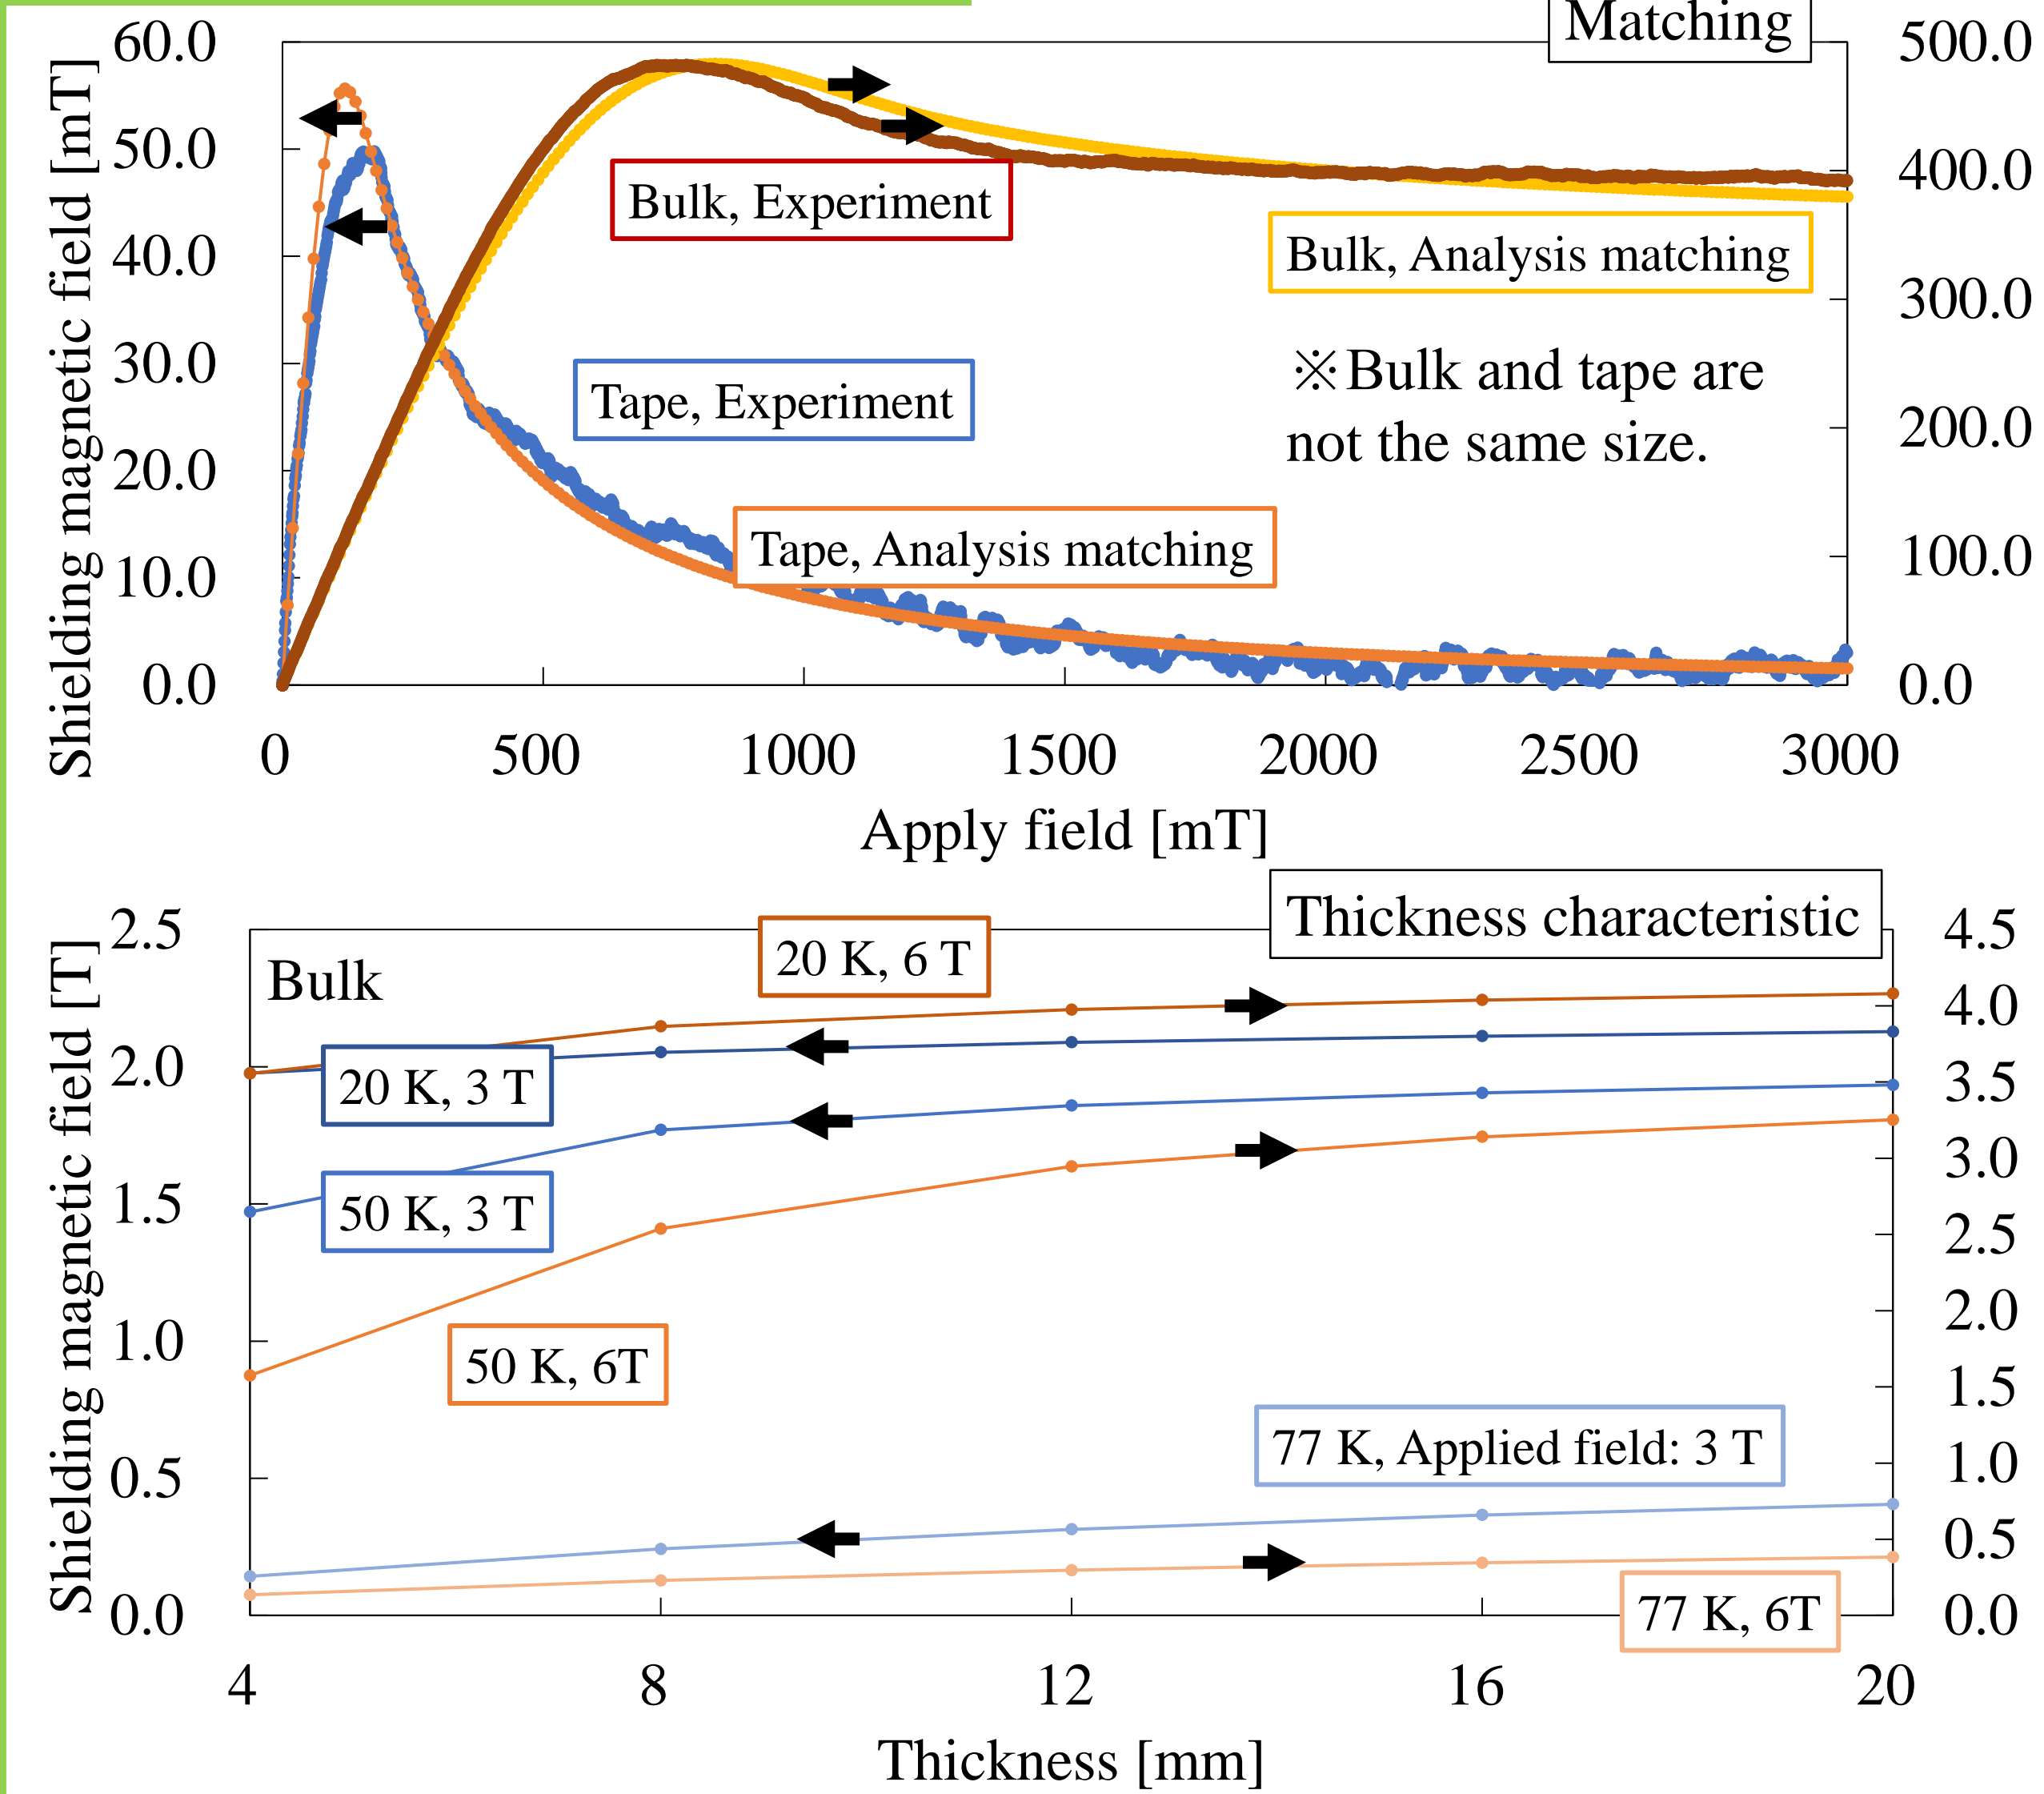 Matching
60.0
50.0
40.0
30.0
20.0
10.0
0.0
Shielding magnetic field [mT]
500.0
400.0
300.0
200.0
100.0
0.0
Bulk, Experiment
Bulk, Analysis matching
※Bulk and tape are
not the same size.
Tape, Experiment
Tape, Analysis matching
0 500 1000 1500 2000 2500 3000
Apply field [mT]
Thickness characteristic
2.5
2.0
1.5
1.0
0.5
0.0
Shielding magnetic field [T]
4.5
4.0
3.5
3.0
2.5
2.0
1.5
1.0
0.5
0.0
Bulk
20 K, 6 T
20 K, 3 T
50 K, 3 T
50 K, 6T
77 K, Applied field: 3 T
77 K, 6T
4 8 12 16 20
Thickness [mm]